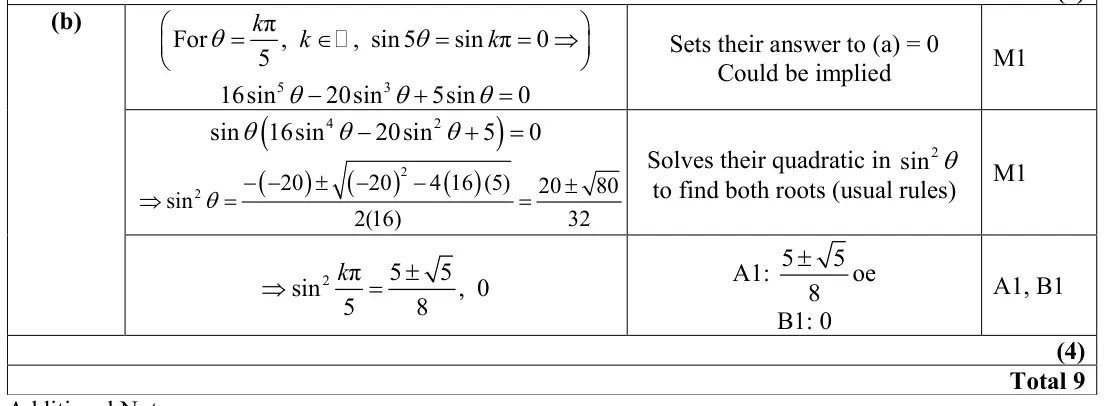 (b)
(For θ = kπ/5, k ∈ □, sin 5θ = sin kπ = 0 ⇒)
16sin⁵ θ − 20sin³ θ + 5sin θ = 0
Sets their answer to (a) = 0
Could be implied
M1
sin θ (16sin⁴ θ − 20sin² θ + 5) = 0
⇒ sin² θ = (−(−20) ± √((−20)² − 4(16)(5))) / 2(16) = (20 ± √80) / 32
Solves their quadratic in sin² θ
to find both roots (usual rules)
M1
⇒ sin² kπ/5 = (5 ± √5) / 8, 0
A1: (5 ± √5) / 8 oe
B1: 0
A1, B1
(4)
Total 9